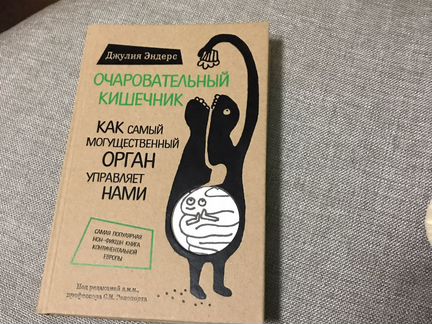 Джулия Эндерс
ОЧАРОВАТЕЛЬНЫЙ
КИШЕЧНИК
КАК САМЫЙ
МОГУЩЕСТВЕННЫЙ
ОРГАН
УПРАВЛЯЕТ
НАМИ
САМАЯ ПОПУЛЯРНАЯ
НОН-ФИКШН КНИГА
КОНТИНЕНТАЛЬНОЙ
ЕВРОПЫ
Под редакцией д.м.н.,
профессора С.И. Рапопорта